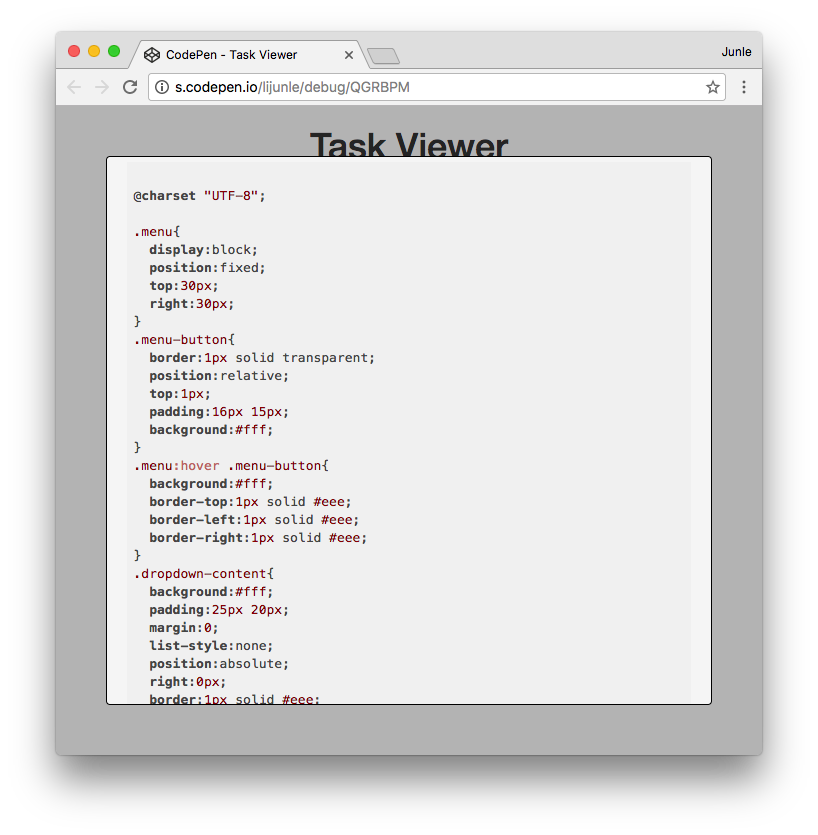 CodePen - Task Viewer
Junle
s.codepen.io/lijunle/debug/QGRBPM
Task Viewer
@charset "UTF-8";
.menu{
display:block;
position:fixed;
top:30px;
right:30px;
}
.menu-button{
border:1px solid transparent;
position:relative;
top:1px;
padding:16px 15px;
background:#fff;
}
.menu:hover .menu-button{
background:#fff;
border-top:1px solid #eee;
border-left:1px solid #eee;
border-right:1px solid #eee;
}
.dropdown-content{
background:#fff;
padding:25px 20px;
margin:0;
list-style:none;
position:absolute;
right:0px;
border:1px solid #eee;